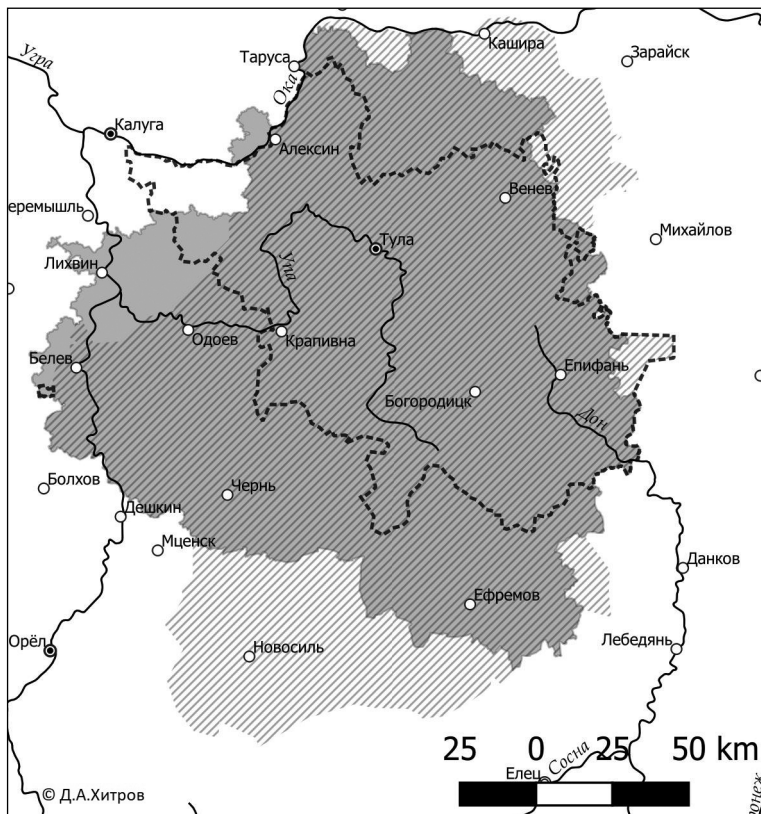 Угра
Таруса
Кашира
Зарайск
Ока
Калуга
Алексин
Венев
еремышль
Тула
Михайлов
Лихвин
Упа
Одоев
Крапивна
Белев
Епифань
Богородицк
Дон
Болхов
Чернь
Дешкин
Мценск
Данков
Ефремов
Орёл
Новосиль
Лебедянь
25 0 25 50 km
Елец
Сосна
© Д.А.Хитров
онеж